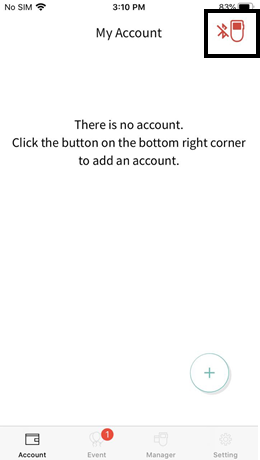 No SIM 3:10 PM 83%
My Account
There is no account.
Click the button on the bottom right corner
to add an account.
+
1
Account Event Manager Setting